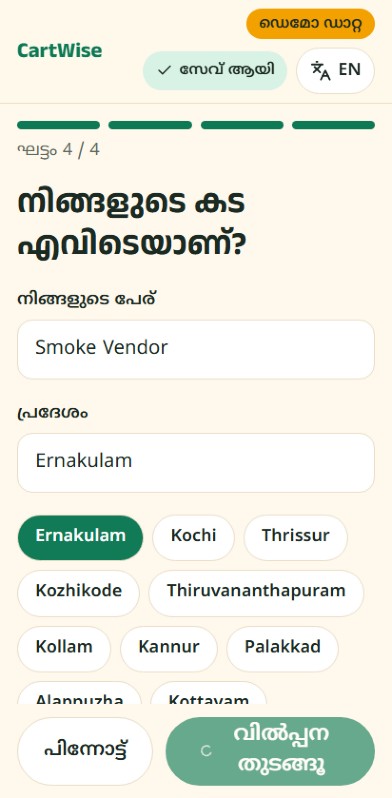 ഡെമോ ഡാറ്റ
CartWise
സേവ് ആയി
EN
ഘട്ടം 4 / 4
നിങ്ങളുടെ കട
എവിടെയാണ്?
നിങ്ങളുടെ പേര്
Smoke Vendor
പ്രദേശം
Ernakulam
Ernakulam Kochi Thrissur
Kozhikode Thiruvananthapuram
Kollam Kannur Palakkad
Alappuzha Kottayam
പിന്നോട്ട്
വിൽപ്പന
തുടങ്ങൂ